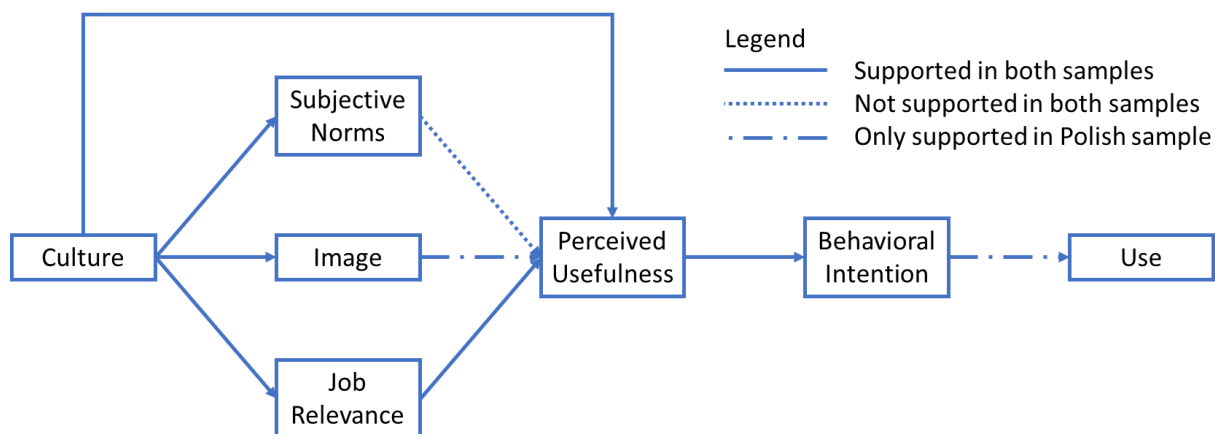 Legend
Supported in both samples
Not supported in both samples
Only supported in Polish sample
Subjective
Norms
Culture
Image
Job
Relevance
Perceived
Usefulness
Behavioral
Intention
Use